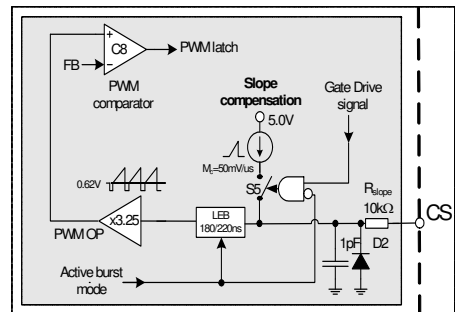 +
C8
PWM latch
FB
−
PWM
comparator
Slope
compensation
5.0V
Gate Drive
signal
Mc=50mV/us
S5
0.62V
x3.25
PWM OP
LEB
180/220ns
Rslope
10kΩ
CS
1pF
D2
Active burst
mode